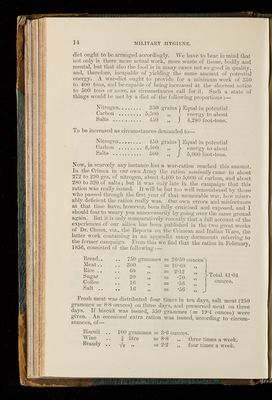 14 MILITARY HYGIENE.
diet ought to be arranged accordingly. We have to bear in mind that
not only is there more actual work, more waste of tissue, bodily and
mental, but that also the food is in many cases not so good in quality,
and, therefore, incapable of yielding the same amount of potential
energy. A war-diet ought to provide for a minimum work of 350
to 400 tons, and be capable of being increased at the shortest notice
to 500 tons or more, as circumstances call for it. Such a state of
things would be met by a diet of the following proportions :—
Nitrogen........ 350 grains } Equal in potential
Carbon ........ 5,500 „ } energy to about
Salts ........ 450 „ } 4,280 foot-tons.
To be increased as circumstances demanded to—
Nitrogen........ 450 grains } Equal in potential
Carbon ........ 6,500 „ } energy to about
Salts ........ 500 „ } 5,000 foot-tons.
Now, in scarcely any instance has a war-ration reached this amount.
In the Crimea in our own Army the ration nominally came to about
272 to 290 grs. of nitrogen, about 4,400 to 5,000 of carbon, and about
280 to 320 of salts; but it was only late in the campaign that this
ration was really issued. It will be but too well remembered by those
who passed through the first year of that memorable war, how miser-
ably deficient the ration really was. Our own errors and misfortunes
at that time have, however, been fully criticised and exposed, and I
should fear to weary you unnecessarily by going over the same ground
again. But it is only comparatively recently that a full account of the
experiences of our allies has been published in the two great works
of Dr. Chenu, viz., the Reports on the Crimean and Italian Wars, the
latter work containing in an appendix many documents relating to
the former campaign. From this we find that the ration in February,
1856, consisted of the following :—
Bread.. .. 750 grammes = 26·50 ounces
Meat.. .. 300 „ = 10·60 „
Rice .. .. 60 „ = 2·12 „
Sugar .. 20 „ = ·70 „ } Total 41·04
Coffee .. 16 „ = ·56 „ ounces.
Salt .. .. 16 „ = ·56 „
Fresh meat was distributed four times in ten days, salt meat (250
grammes = 8·8 ounces) on three days, and preserved meat on three
days. If biscuit was issued, 550 grammes (= 19·4 ounces) were
given. An occasional extra ration was issued, according to circum-
stances, of—
Biscuit .. 100 grammes = 3·6 ounces.
Wine .. ¼ litre = 8·8 „ three times a week.
Brandy .. 1/16 „ = 2·2 „ four times a week.